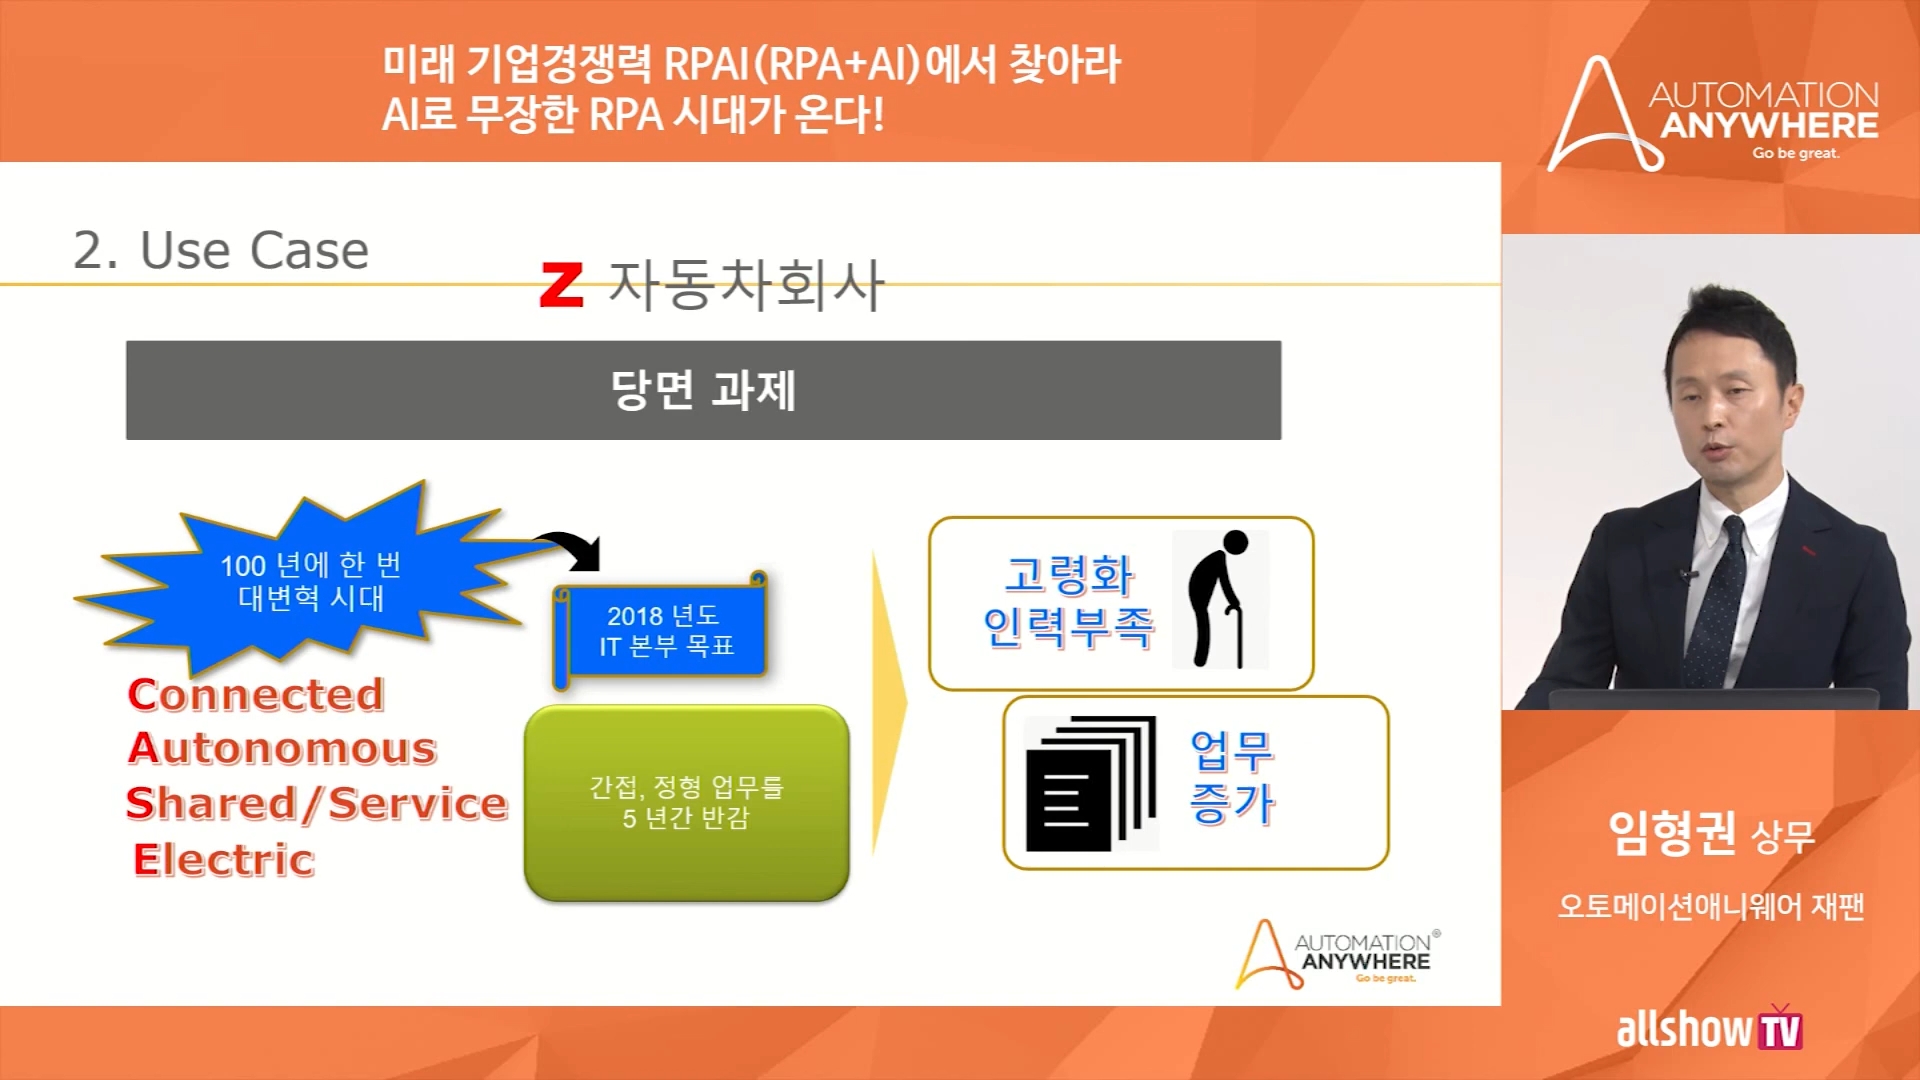 미래 기업경쟁력 RPAI(RPA+AI)에서 찾아라
AI로 무장한 RPA 시대가 온다!
AUTOMATION
ANYWHERE
Go be great.
2. Use Case
Z 자동차회사
당면 과제
100 년에 한 번
대변혁 시대
2018 년도
IT 본부 목표
Connected
Autonomous
Shared/Service
Electric
간접, 정형 업무를
5 년간 반감
고령화
인력부족
업무
증가
AUTOMATION®
ANYWHERE
Go be great.
임형권 상무
오토메이션애니웨어 재팬
allshow TV